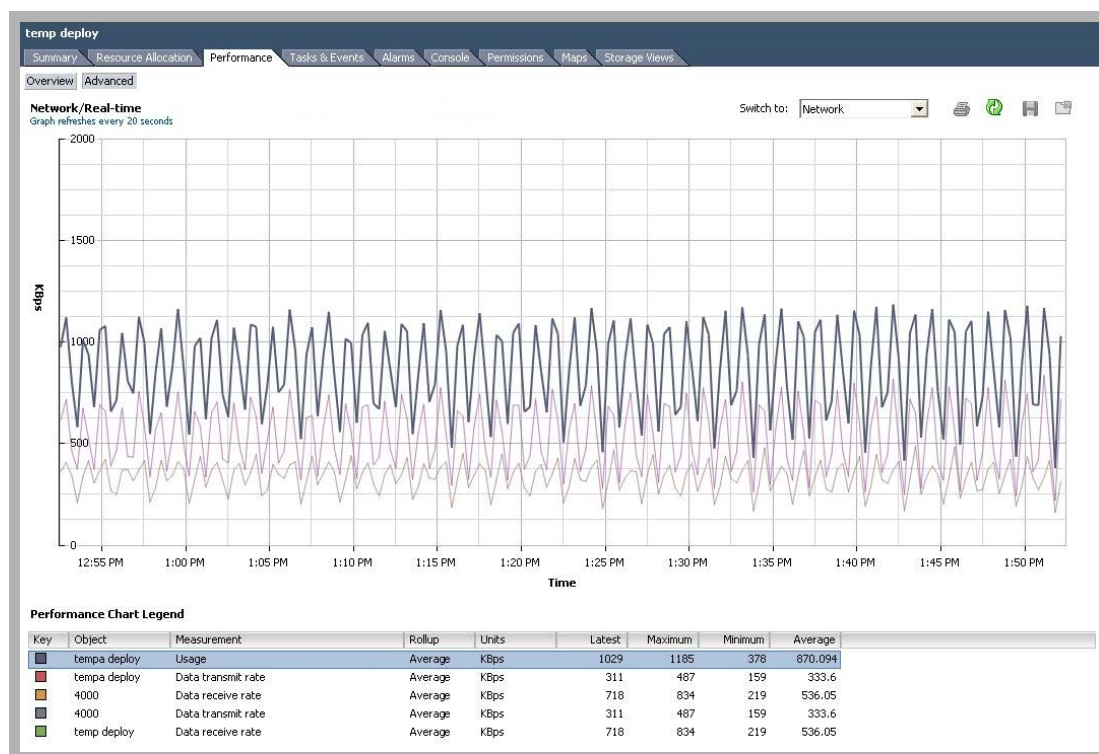 temp deploy
Summary Resource Allocation Performance Tasks & Events Alarms Console Permissions Maps Storage Views
Overview Advanced
Network/Real-time
Graph refreshes every 20 seconds
Switch to: Network
2000
1500
1000
500
0
KBps
12:55 PM 1:00 PM 1:05 PM 1:10 PM 1:15 PM 1:20 PM 1:25 PM 1:30 PM 1:35 PM 1:40 PM 1:45 PM 1:50 PM
Time
Performance Chart Legend
Key Object Measurement Rollup Units Latest Maximum Minimum Average
tempa deploy Usage Average KBps 1029 1185 378 870.094
tempa deploy Data transmit rate Average KBps 311 487 159 333.6
4000 Data receive rate Average KBps 718 834 219 536.05
4000 Data transmit rate Average KBps 311 487 159 333.6
temp deploy Data receive rate Average KBps 718 834 219 536.05